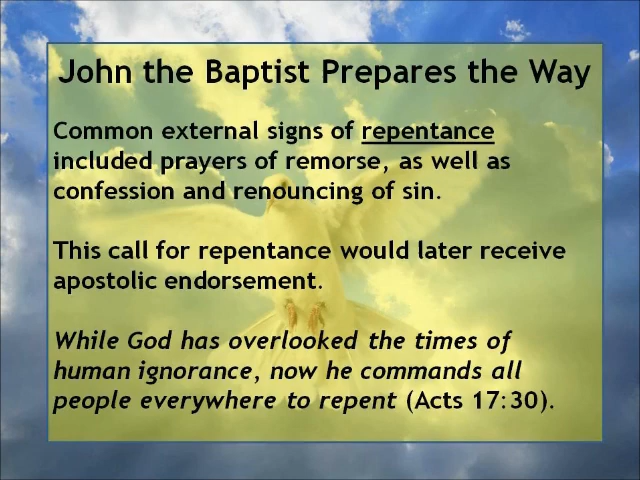 John the Baptist Prepares the Way
Common external signs of repentance
included prayers of remorse, as well as
confession and renouncing of sin.
This call for repentance would later receive
apostolic endorsement.
While God has overlooked the times of
human ignorance, now he commands all
people everywhere to repent (Acts 17:30).